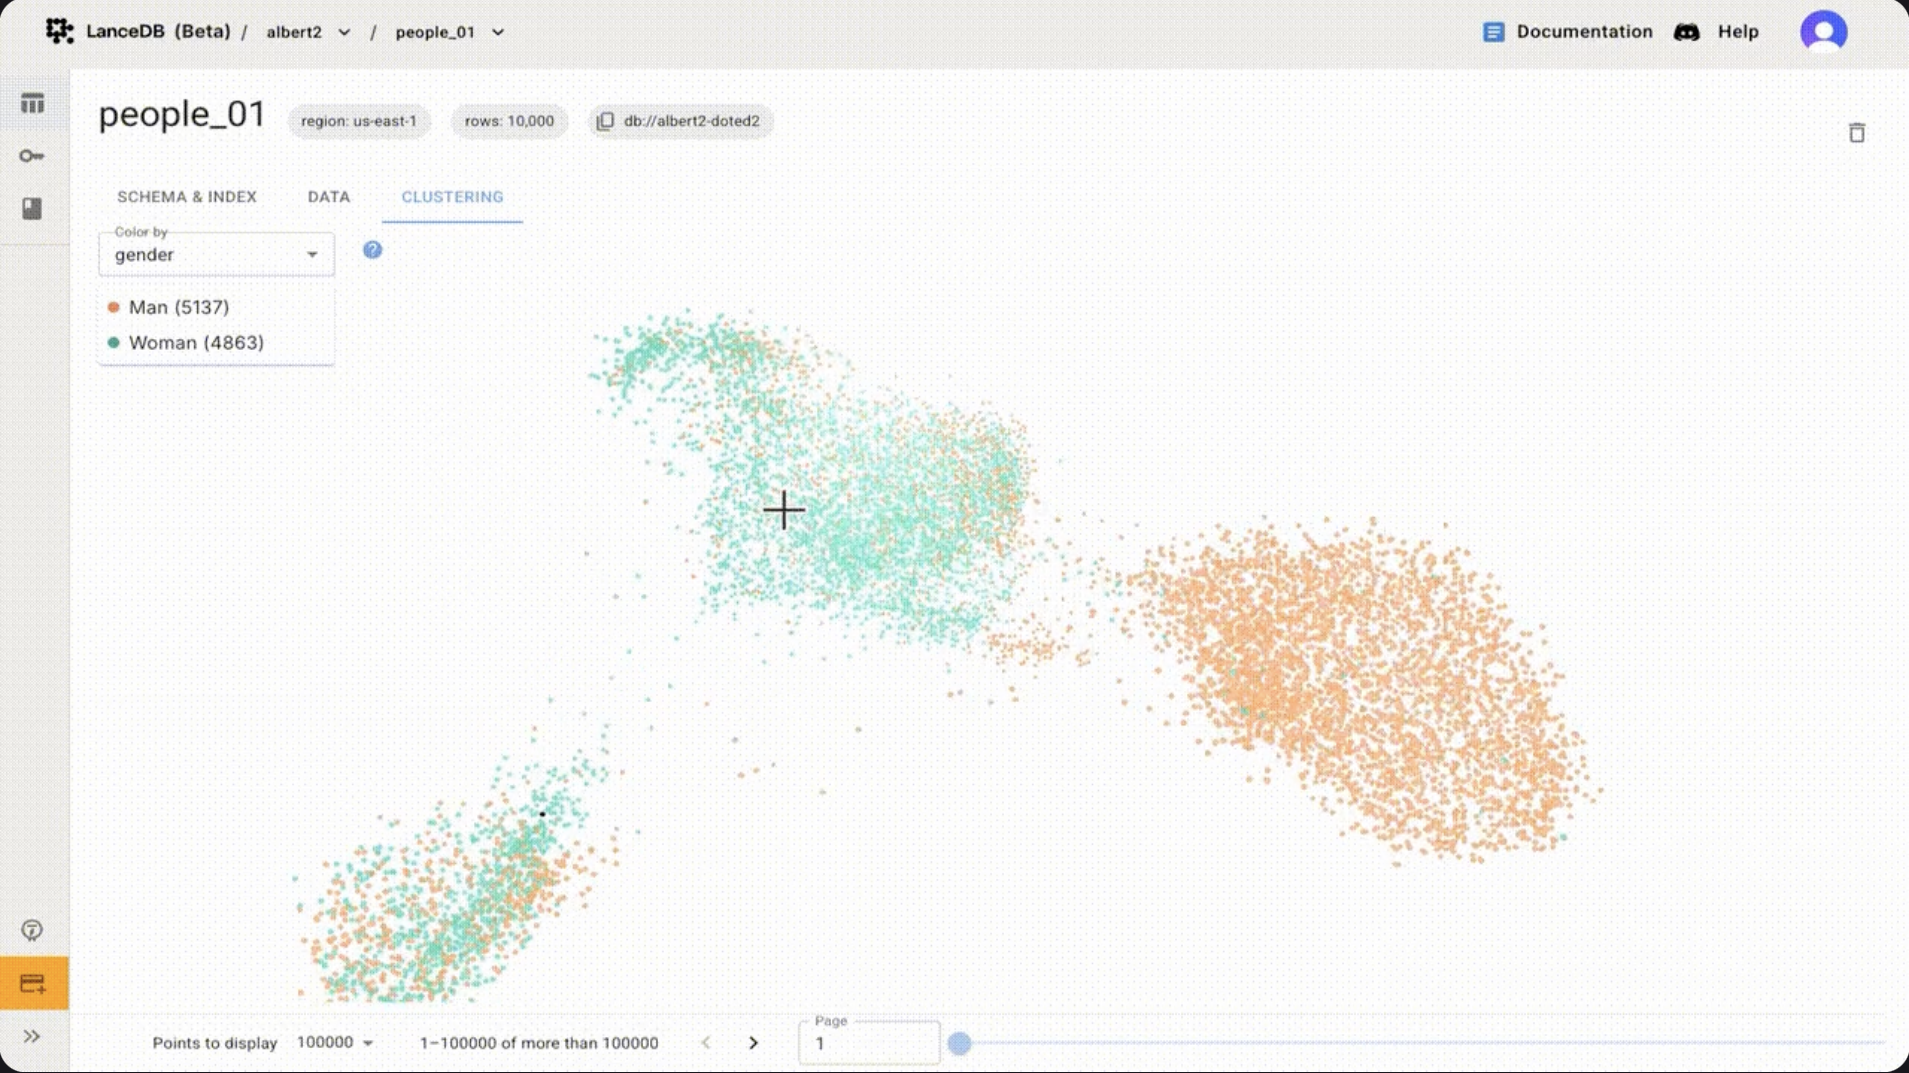 LanceDB (Beta) / albert2 / people_01
Documentation
Help
people_01
region: us-east-1
rows: 10,000
db://albert2-doted2
SCHEMA & INDEX
DATA
CLUSTERING
Color by
gender
?
Man (5137)
Woman (4863)
Points to display
100000
1–100000 of more than 100000
Page
1